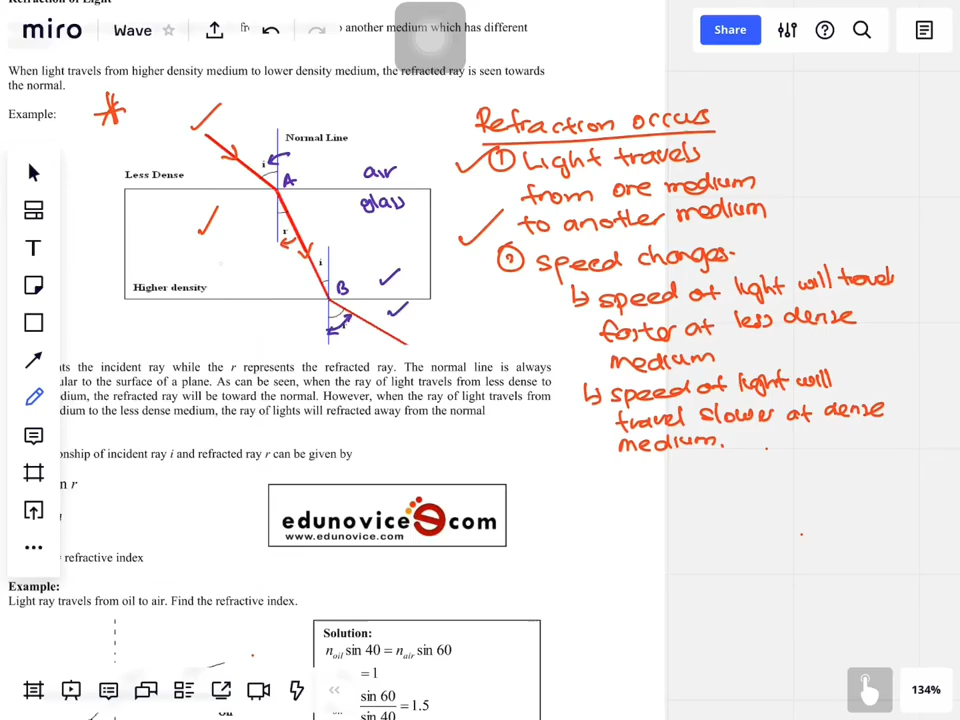 Refraction of Light
miro
Wave
another medium which has different
Share
When light travels from higher density medium to lower density medium, the refracted ray is seen towards
the normal.
Example:
Normal Line
i
A
air
Less Dense
glass
r
i
B
Higher density
r
Refraction occurs
① Light travels
from one medium
to another medium
② speed changes.
↳ speed of light will travel
faster at less dense
medium
↳ speed of light will
travel slower at dense
medium.
T
nts the incident ray while the r represents the refracted ray. The normal line is always
ular to the surface of a plane. As can be seen, when the ray of light travels from less dense to
dium, the refracted ray will be toward the normal. However, when the ray of light travels from
dium to the less dense medium, the ray of lights will refracted away from the normal
onship of incident ray i and refracted ray r can be given by
n r
edunovice e com
www.edunovice.com
= refractive index
Example:
Light ray travels from oil to air. Find the refractive index.
Solution:
n oil sin 40 = n air sin 60
= 1
sin 60
= 1.5
sin 40
134%